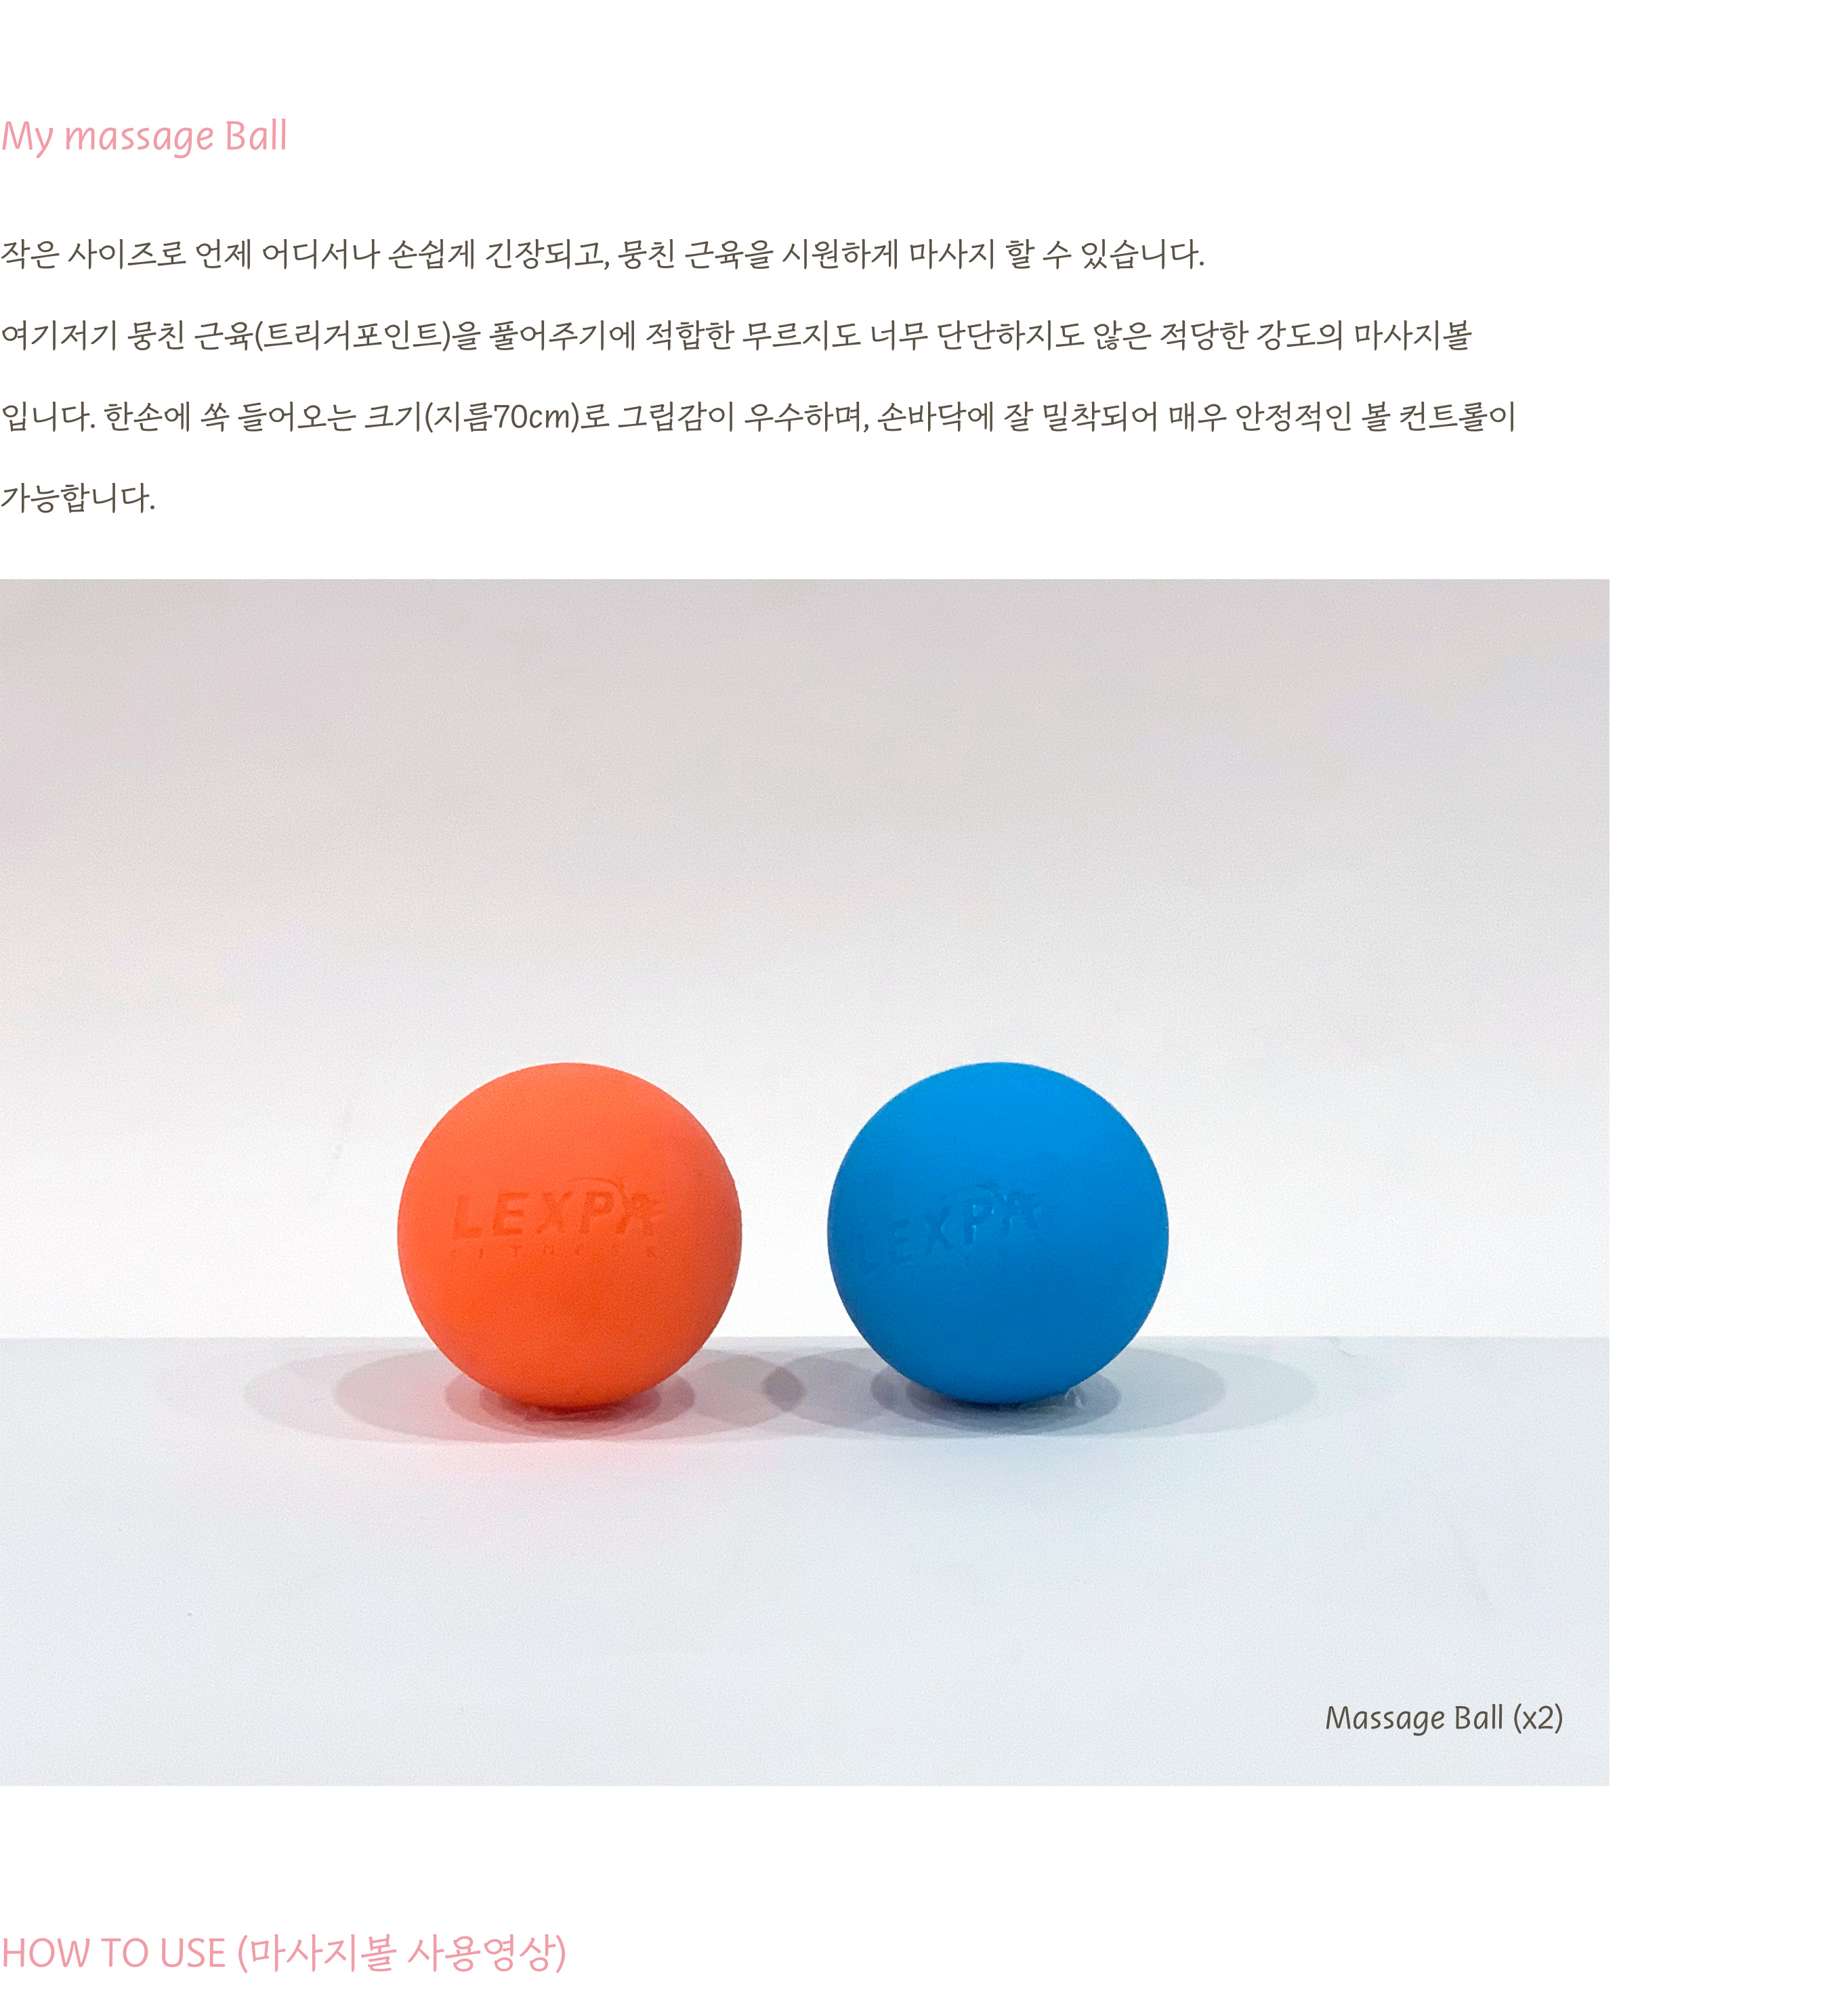 My massage Ball
작은 사이즈로 언제 어디서나 손쉽게 긴장되고, 뭉친 근육을 시원하게 마사지 할 수 있습니다.
여기저기 뭉친 근육(트리거포인트)을 풀어주기에 적합한 무르지도 너무 단단하지도 않은 적당한 강도의 마사지볼
입니다. 한손에 쏙 들어오는 크기(지름70cm)로 그립감이 우수하며, 손바닥에 잘 밀착되어 매우 안정적인 볼 컨트롤이
가능합니다.
LEXPA
FITNESS
LEXPA
Massage Ball (x2)
HOW TO USE (마사지볼 사용영상)